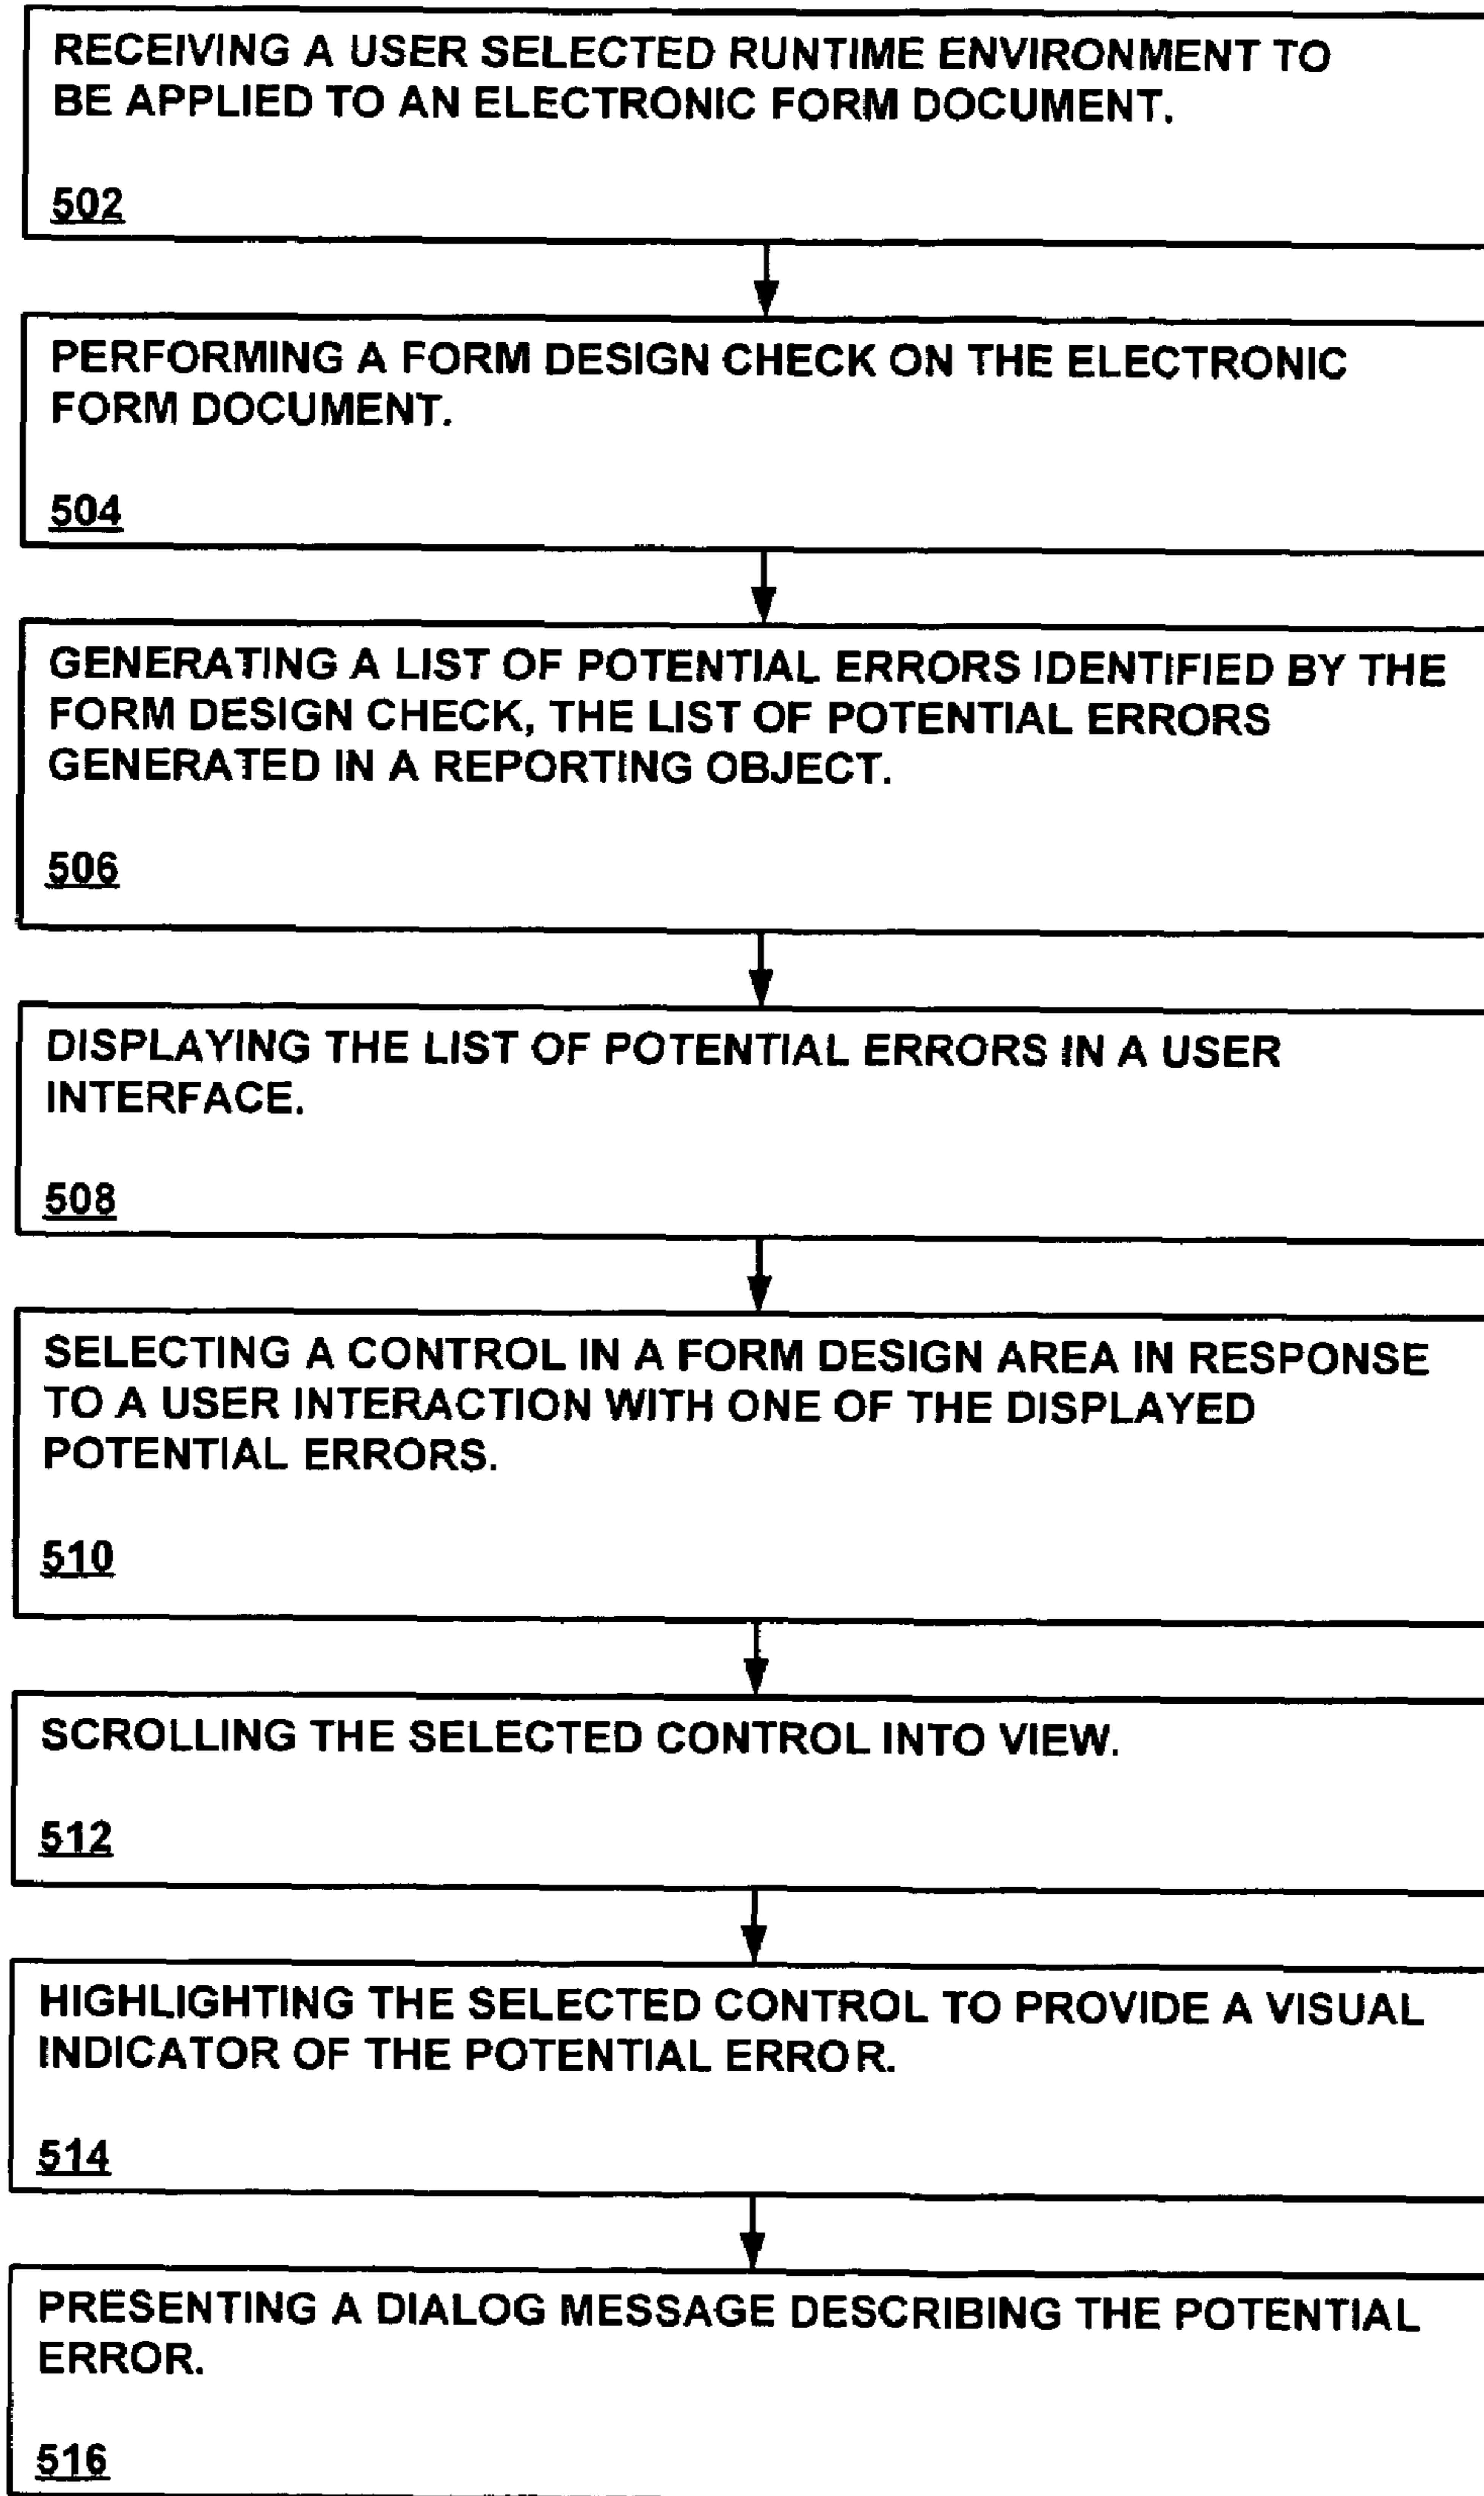 RECEIVING A USER SELECTED RUNTIME ENVIRONMENT TO
BE APPLIED TO AN ELECTRONIC FORM DOCUMENT.
502
PERFORMING A FORM DESIGN CHECK ON THE ELECTRONIC
FORM DOCUMENT.
504
GENERATING A LIST OF POTENTIAL ERRORS IDENTIFIED BY THE
FORM DESIGN CHECK, THE LIST OF POTENTIAL ERRORS
GENERATED IN A REPORTING OBJECT.
506
DISPLAYING THE LIST OF POTENTIAL ERRORS IN A USER
INTERFACE.
508
SELECTING A CONTROL IN A FORM DESIGN AREA IN RESPONSE
TO A USER INTERACTION WITH ONE OF THE DISPLAYED
POTENTIAL ERRORS.
510
SCROLLING THE SELECTED CONTROL INTO VIEW.
512
HIGHLIGHTING THE SELECTED CONTROL TO PROVIDE A VISUAL
INDICATOR OF THE POTENTIAL ERROR.
514
PRESENTING A DIALOG MESSAGE DESCRIBING THE POTENTIAL
ERROR.
516